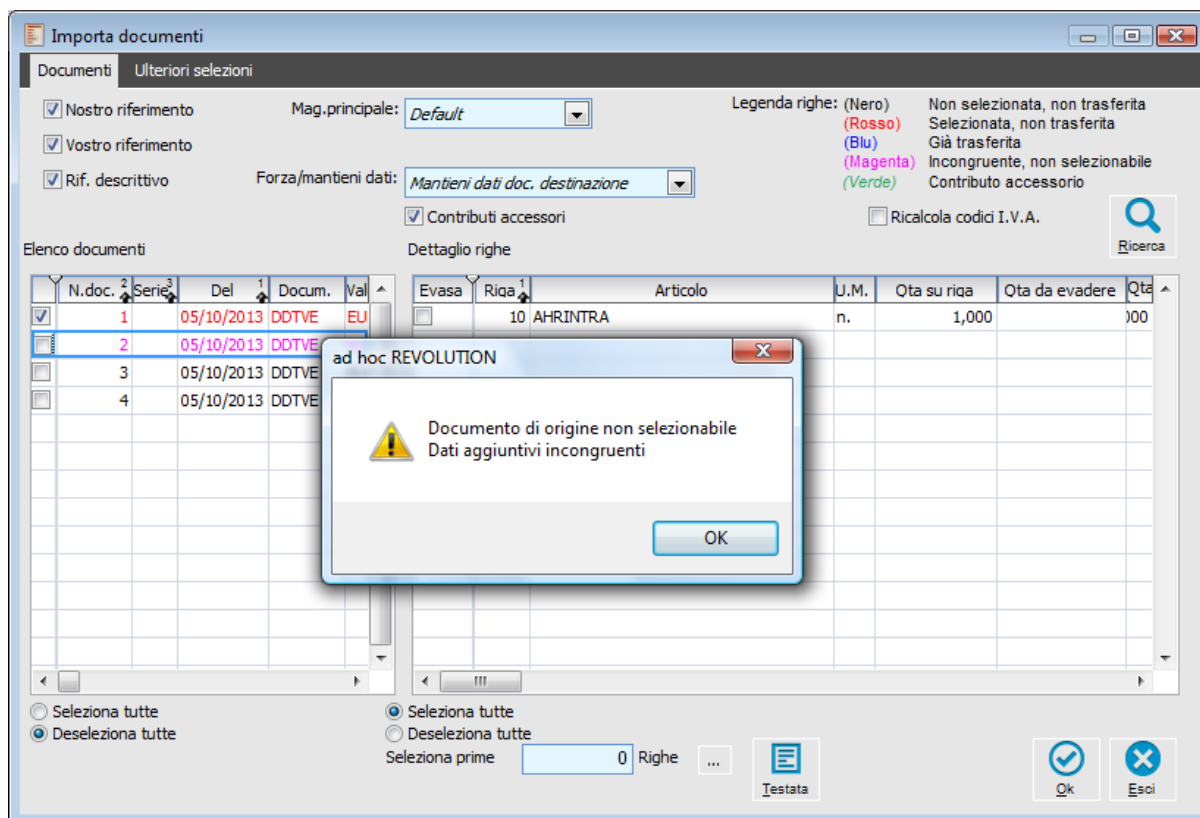 Importa documenti
Documenti Ulteriori selezioni
Nostro riferimento Mag.principale: Default Legenda righe: (Nero) Non selezionata, non trasferita
(Rosso) Selezionata, non trasferita
Vostro riferimento (Blu) Già trasferita
(Magenta) Incongruente, non selezionabile
Rif. descrittivo Forza/mantieni dati: Mantieni dati doc. destinazione (Verde) Contributo accessorio
Contributi accessori Ricalcola codici I.V.A.
Ricerca
Elenco documenti Dettaglio righe
N.doc. 2 Serie 3 Del 1 Docum. Val Evasa Riga 1 Articolo U.M. Qta su riga Qta da evadere Qta
1 05/10/2013 DDTVE EU 10 AHRINTRA n. 1,000 000
2 05/10/2013 DDTVE
3 05/10/2013 DDTVE
4 05/10/2013 DDTVE
ad hoc REVOLUTION
Documento di origine non selezionabile
Dati aggiuntivi incongruenti
OK
Seleziona tutte Seleziona tutte
Deseleziona tutte Deseleziona tutte
Seleziona prime 0 Righe ...
Testata Ok Esci